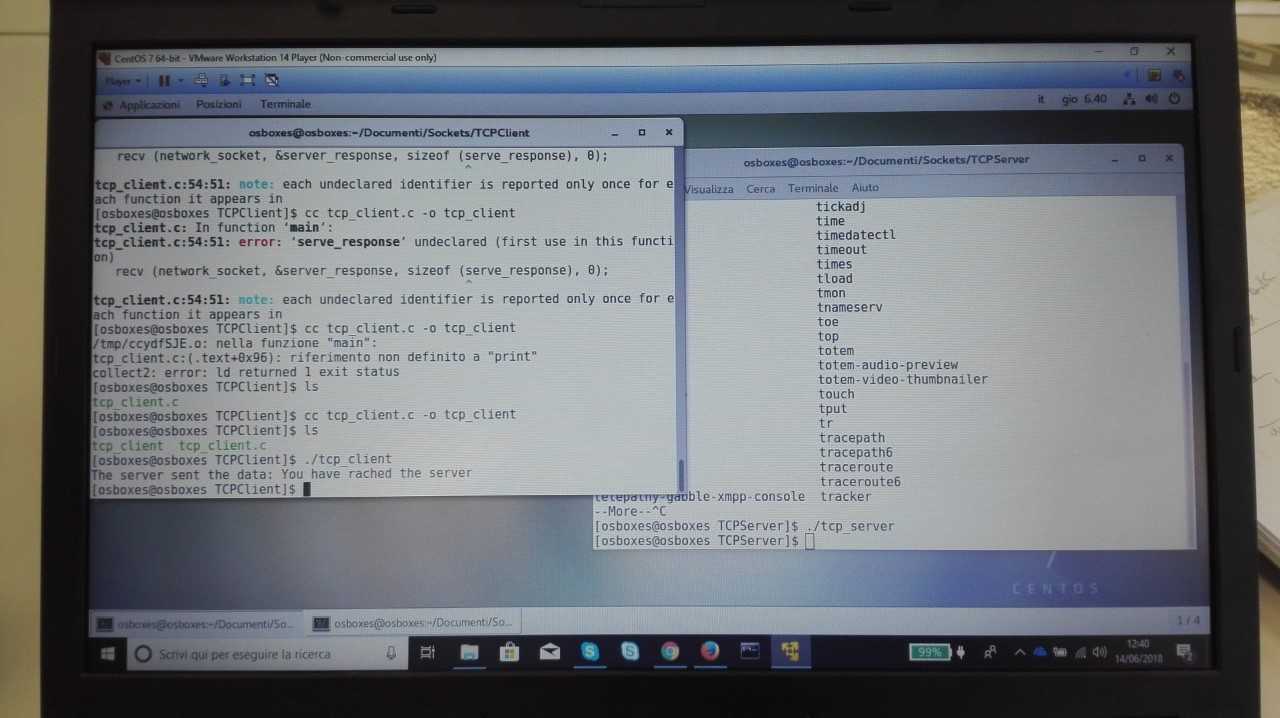 CentOS 7 64-bit - VMware Workstation 14 Player (Non-commercial use only)
Player
Applicazioni Posizioni Terminale
it gio 6.40
osboxes@osboxes:~/Documenti/Sockets/TCPClient
recv (network_socket, &server_response, sizeof (serve_response), 0);
^
tcp_client.c:54:51: note: each undeclared identifier is reported only once for e
ach function it appears in
[osboxes@osboxes TCPClient]$ cc tcp_client.c -o tcp_client
tcp_client.c: In function ‘main’:
tcp_client.c:54:51: error: ‘serve_response’ undeclared (first use in this functi
on)
recv (network_socket, &server_response, sizeof (serve_response), 0);
^
tcp_client.c:54:51: note: each undeclared identifier is reported only once for e
ach function it appears in
[osboxes@osboxes TCPClient]$ cc tcp_client.c -o tcp_client
/tmp/ccydfSJE.o: nella funzione "main":
tcp_client.c:(.text+0x96): riferimento non definito a "print"
collect2: error: ld returned 1 exit status
[osboxes@osboxes TCPClient]$ ls
tcp_client.c
[osboxes@osboxes TCPClient]$ cc tcp_client.c -o tcp_client
[osboxes@osboxes TCPClient]$ ls
tcp_client tcp_client.c
[osboxes@osboxes TCPClient]$ ./tcp_client
The server sent the data: You have rached the server
[osboxes@osboxes TCPClient]$
osboxes@osboxes:~/Documenti/Sockets/TCPServer
Visualizza Cerca Terminale Aiuto
tickadj
time
timedatectl
timeout
times
tload
tmon
tnameserv
toe
top
totem
totem-audio-preview
totem-video-thumbnailer
touch
tput
tr
tracepath
tracepath6
traceroute
traceroute6
telepathy-gabble-xmpp-console tracker
--More--^C
[osboxes@osboxes TCPServer]$ ./tcp_server
[osboxes@osboxes TCPServer]$
7
CENTOS
osboxes@osboxes:~/Documenti/So...
osboxes@osboxes:~/Documenti/So...
1 / 4
Scrivi qui per eseguire la ricerca
99%
12:40
14/06/2018
2